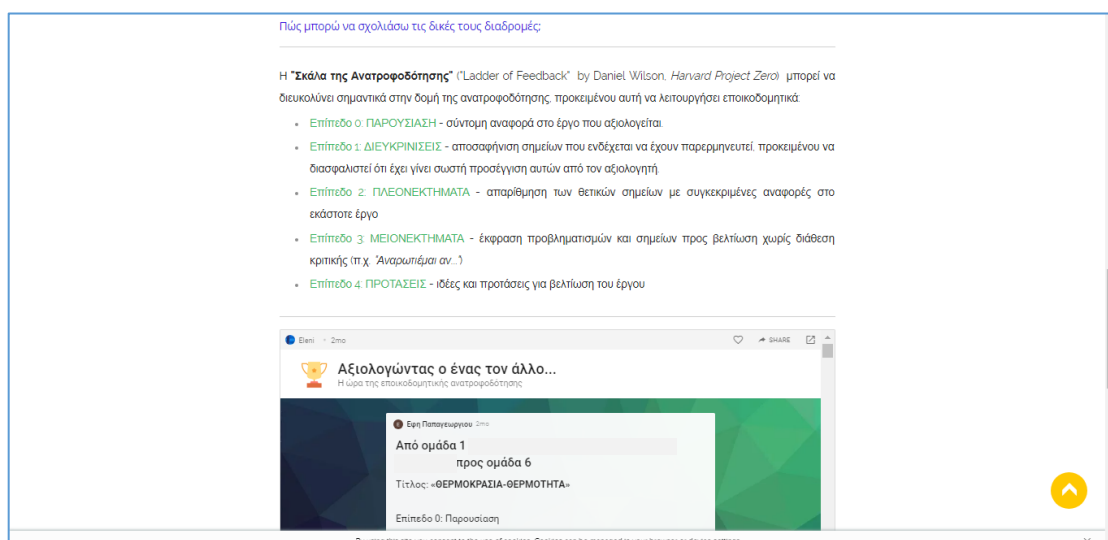 Πώς μπορώ να σχολιάσω τις δικές τους διαδρομές;
Η "Σκάλα της Ανατροφοδότησης" ("Ladder of Feedback" by Daniel Wilson, Harvard Project Zero) μπορεί να
διευκολύνει σημαντικά στην δομή της ανατροφοδότησης, προκειμένου αυτή να λειτουργήσει εποικοδομητικά:
• Επίπεδο 0: ΠΑΡΟΥΣΙΑΣΗ - σύντομη αναφορά στο έργο που αξιολογείται.
• Επίπεδο 1: ΔΙΕΥΚΡΙΝΙΣΕΙΣ - αποσαφήνιση σημείων που ενδέχεται να έχουν παρερμηνευτεί, προκειμένου να
διασφαλιστεί ότι έχει γίνει σωστή προσέγγιση αυτών από τον αξιολογητή.
• Επίπεδο 2: ΠΛΕΟΝΕΚΤΗΜΑΤΑ - απαρίθμηση των θετικών σημείων με συγκεκριμένες αναφορές στο
εκάστοτε έργο
• Επίπεδο 3: ΜΕΙΟΝΕΚΤΗΜΑΤΑ - έκφραση προβληματισμών και σημείων προς βελτίωση χωρίς διάθεση
κριτικής (π.χ. "Αναρωτιέμαι αν...")
• Επίπεδο 4: ΠΡΟΤΑΣΕΙΣ - ιδέες και προτάσεις για βελτίωση του έργου
Eleni · 2mo
SHARE
Αξιολογώντας ο ένας τον άλλο...
Η ώρα της εποικοδομητικής ανατροφοδότησης
Εφη Παπαγεωργιου 2mo
Από ομάδα 1
προς ομάδα 6
Τίτλος: «ΘΕΡΜΟΚΡΑΣΙΑ-ΘΕΡΜΟΤΗΤΑ»
Επίπεδο 0: Παρουσίαση